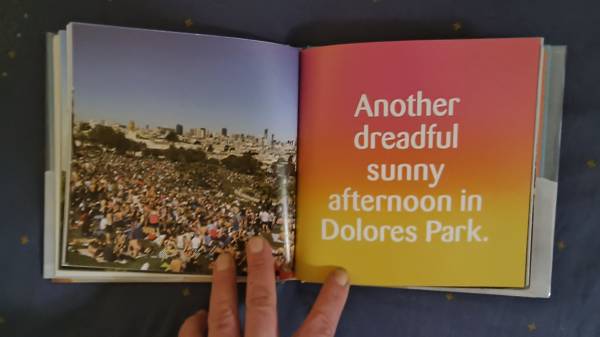 Another
dreadful
sunny
afternoon in
Dolores Park.